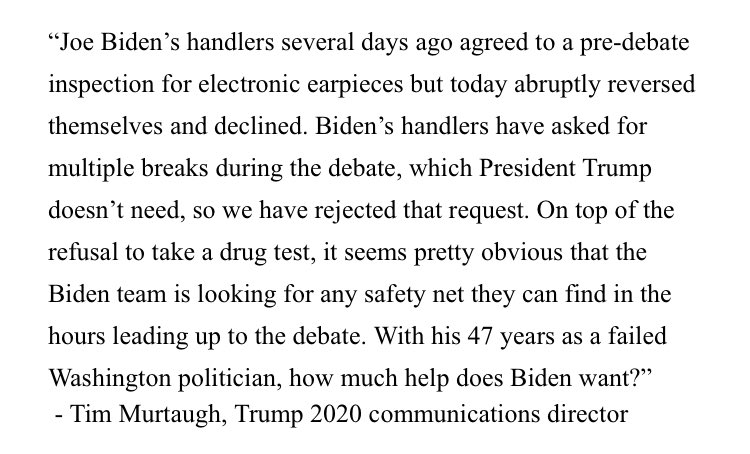 “Joe Biden’s handlers several days ago agreed to a pre-debate
inspection for electronic earpieces but today abruptly reversed
themselves and declined. Biden’s handlers have asked for
multiple breaks during the debate, which President Trump
doesn’t need, so we have rejected that request. On top of the
refusal to take a drug test, it seems pretty obvious that the
Biden team is looking for any safety net they can find in the
hours leading up to the debate. With his 47 years as a failed
Washington politician, how much help does Biden want?”
- Tim Murtaugh, Trump 2020 communications director